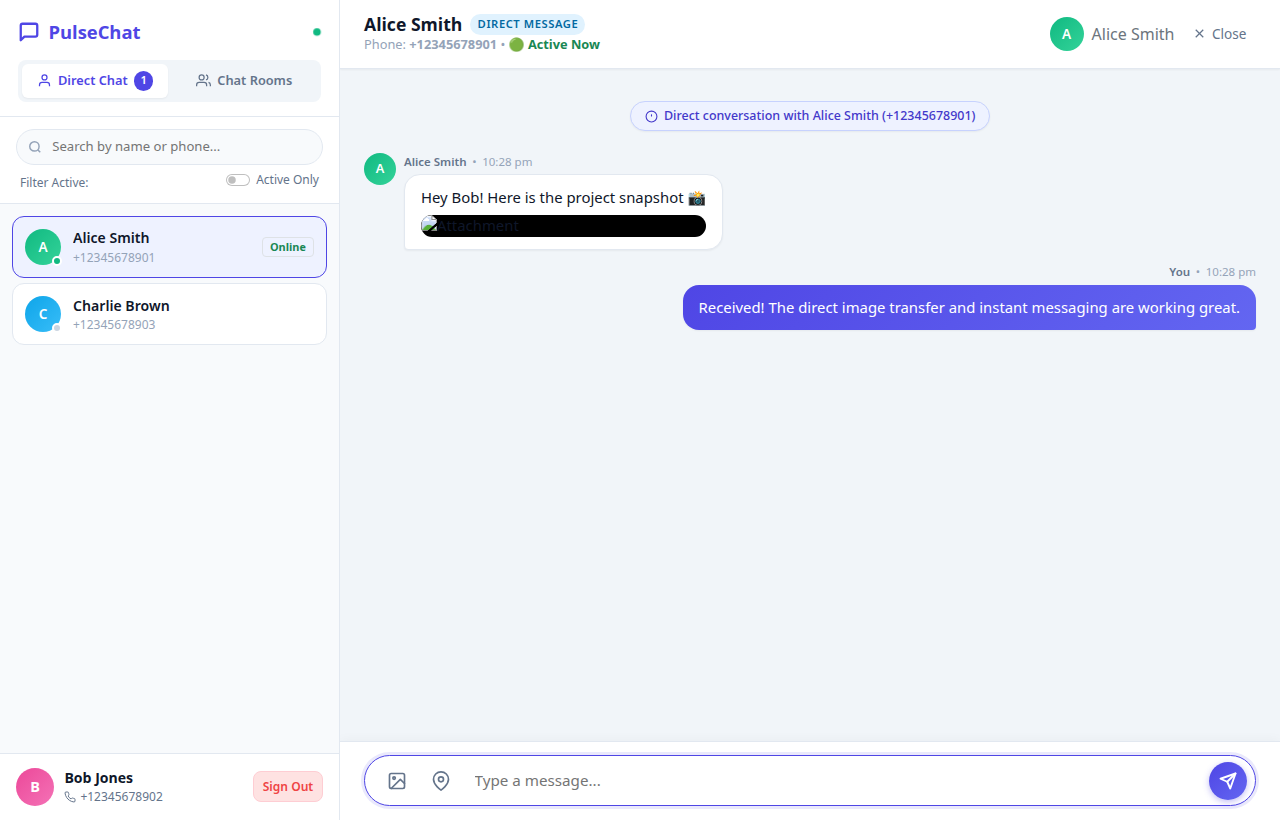 PulseChat
Direct Chat 1
Chat Rooms
Search by name or phone...
Filter Active:
Active Only
A
Alice Smith
+12345678901
Online
C
Charlie Brown
+12345678903
B
Bob Jones
+12345678902
Sign Out
Alice Smith DIRECT MESSAGE
Phone: +12345678901 • 🟢 Active Now
A Alice Smith
Close
Direct conversation with Alice Smith (+12345678901)
A
Alice Smith • 10:28 pm
Hey Bob! Here is the project snapshot 📸
Attachment
You • 10:28 pm
Received! The direct image transfer and instant messaging are working great.
Type a message...